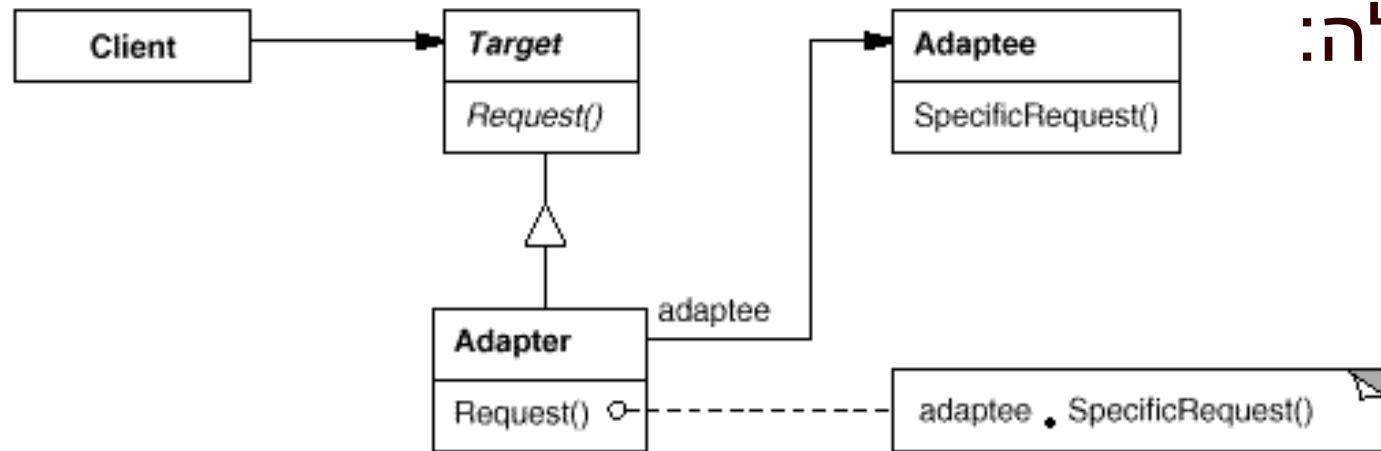 Client
Target
Request()
Adaptee
SpecificRequest()
adaptee
Adapter
Request()
adaptee . SpecificRequest()